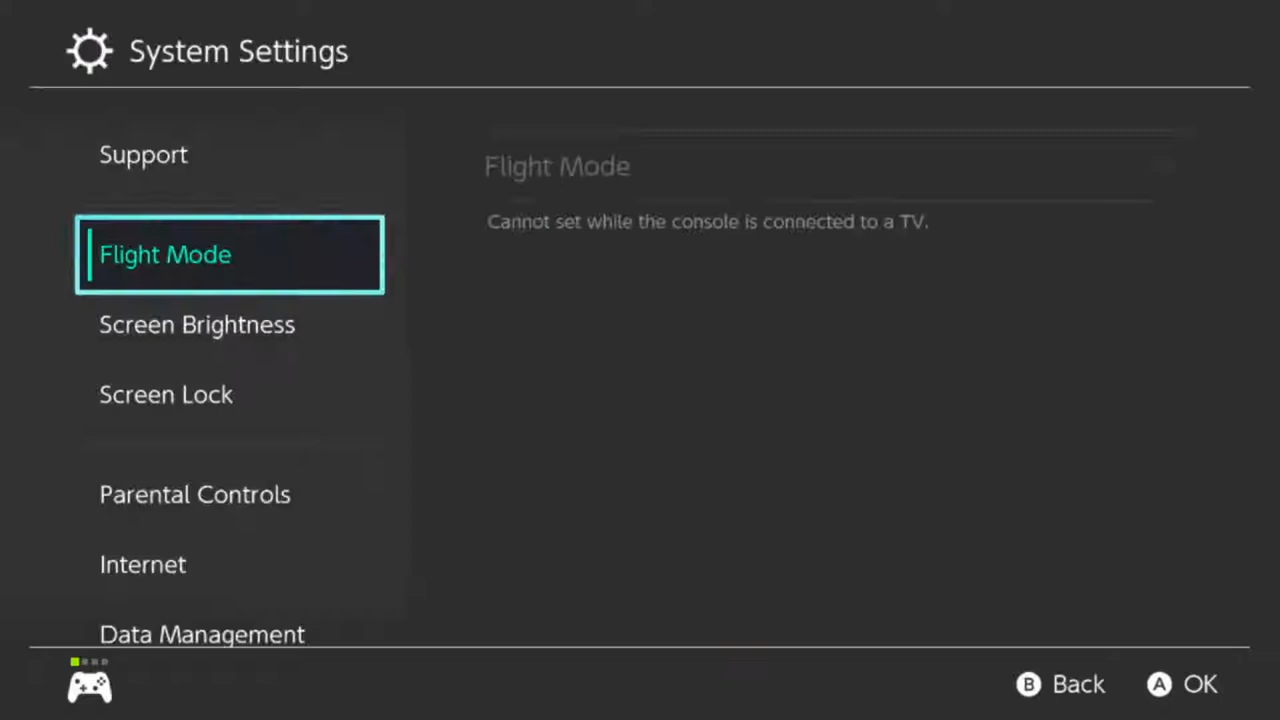 System Settings
Support
Flight Mode
Screen Brightness
Screen Lock
Parental Controls
Internet
Data Management
Flight Mode
Cannot set while the console is connected to a TV.
B Back
A OK